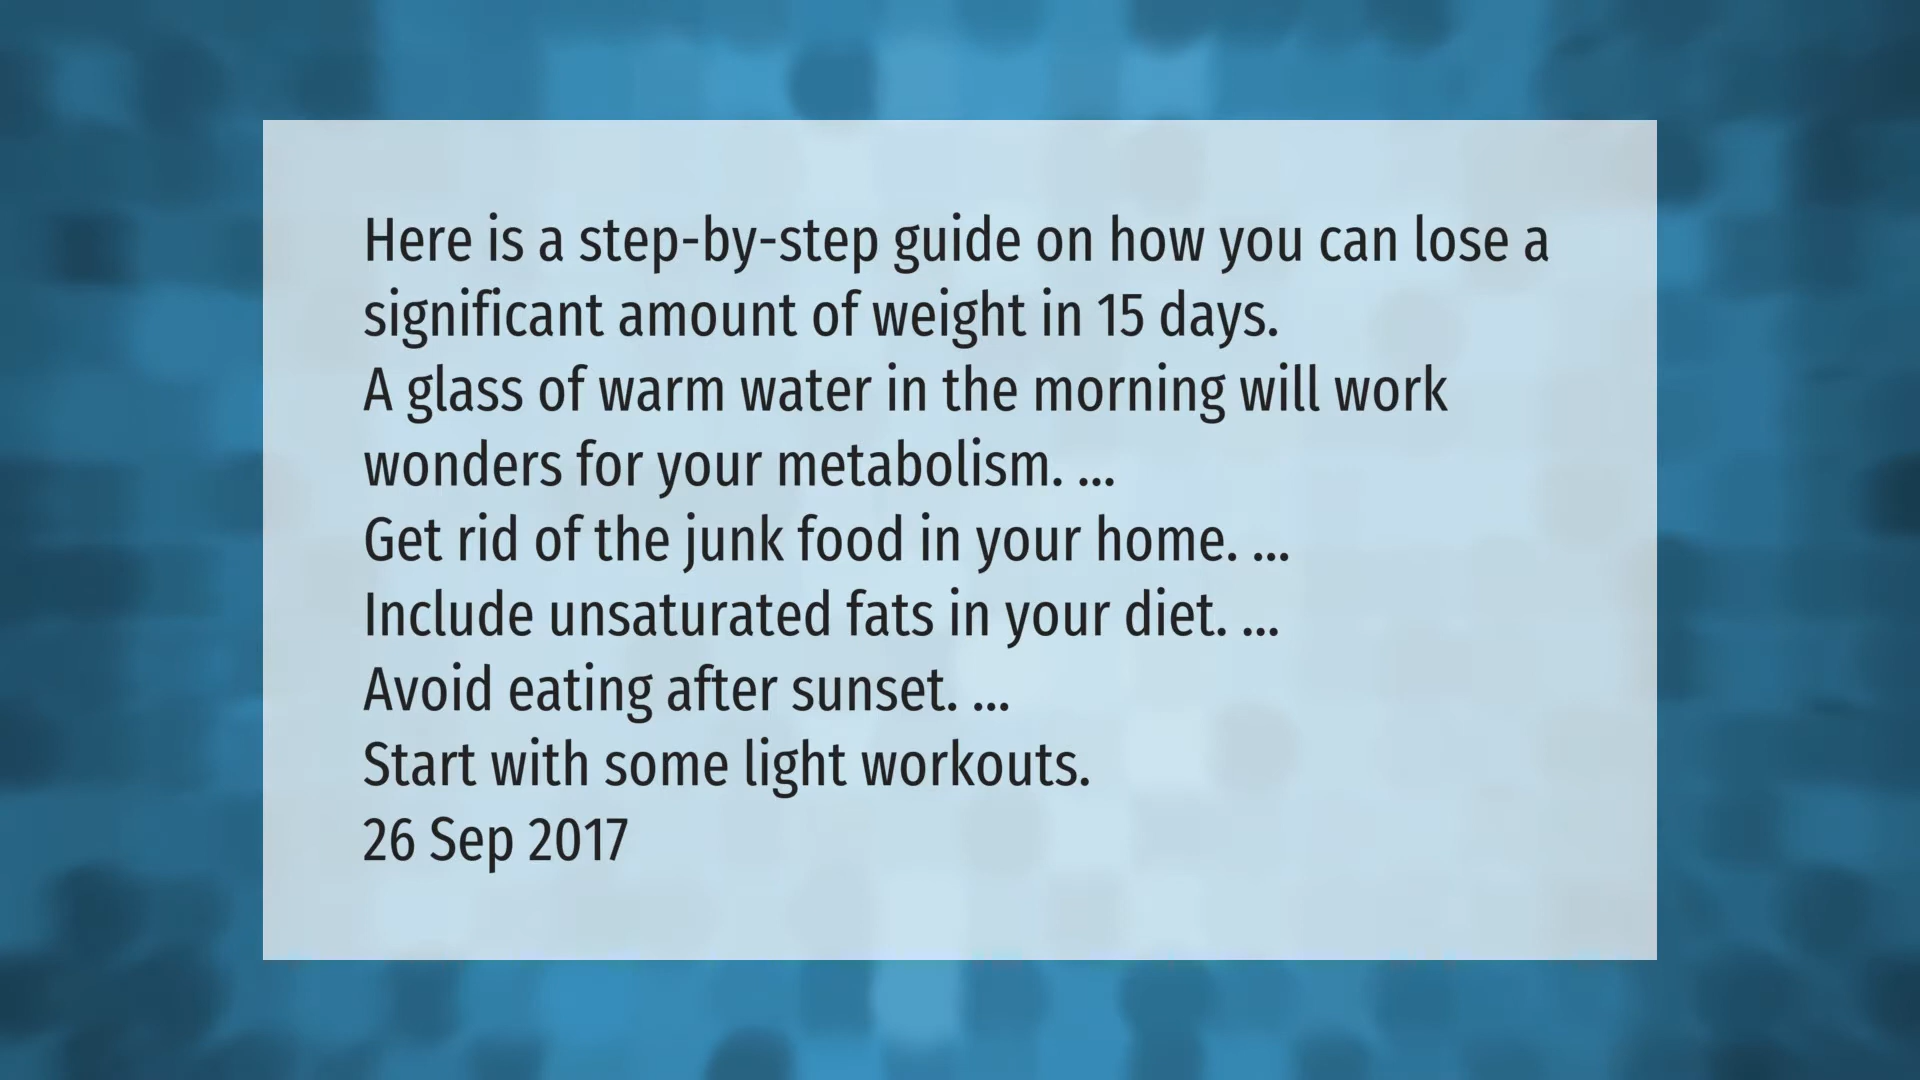 Here is a step-by-step guide on how you can lose a
significant amount of weight in 15 days.
A glass of warm water in the morning will work
wonders for your metabolism. ...
Get rid of the junk food in your home. ...
Include unsaturated fats in your diet. ...
Avoid eating after sunset. ...
Start with some light workouts.
26 Sep 2017